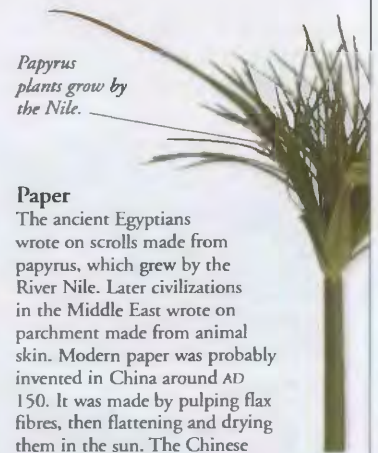 Papyrus
plants grow by
the Nile.
Paper
The ancient Egyptians
wrote on scrolls made from
papyrus, which grew by the
River Nile. Later civilizations
in the Middle East wrote on
parchment made from animal
skin. Modern paper was probably
invented in China around AD
150. It was made by pulping flax
fibres, then flattening and drying
them in the sun. The Chinese